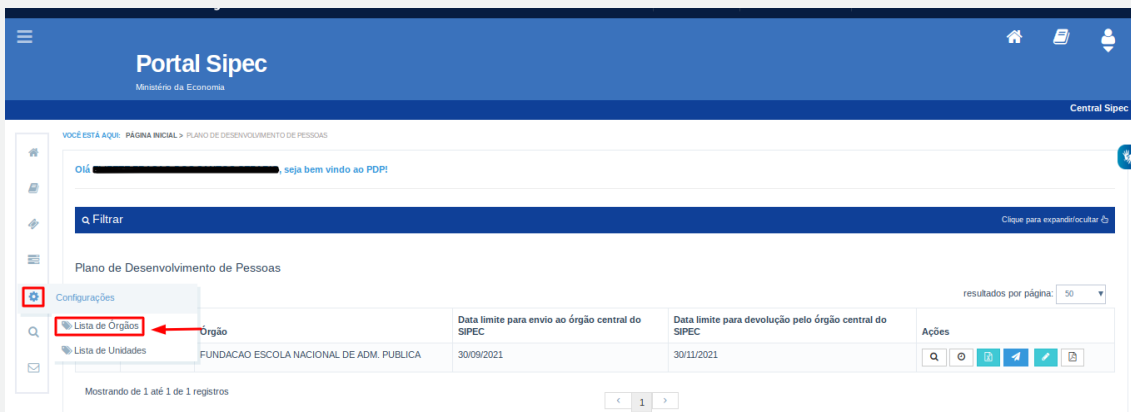 Portal Sipec
Ministério da Economia
Central Sipec
VOCÊ ESTÁ AQUI: PÁGINA INICIAL > PLANO DE DESENVOLVIMENTO DE PESSOAS
Olá , seja bem vindo ao PDP!
Filtrar
Clique para expandir/ocultar
Plano de Desenvolvimento de Pessoas
Configurações
resultados por página: 50
Lista de Órgãos
Lista de Unidades
Órgão
Data limite para envio ao órgão central do SIPEC
Data limite para devolução pelo órgão central do SIPEC
Ações
FUNDACAO ESCOLA NACIONAL DE ADM. PUBLICA
30/09/2021
30/11/2021
Mostrando de 1 até 1 de 1 registros
1